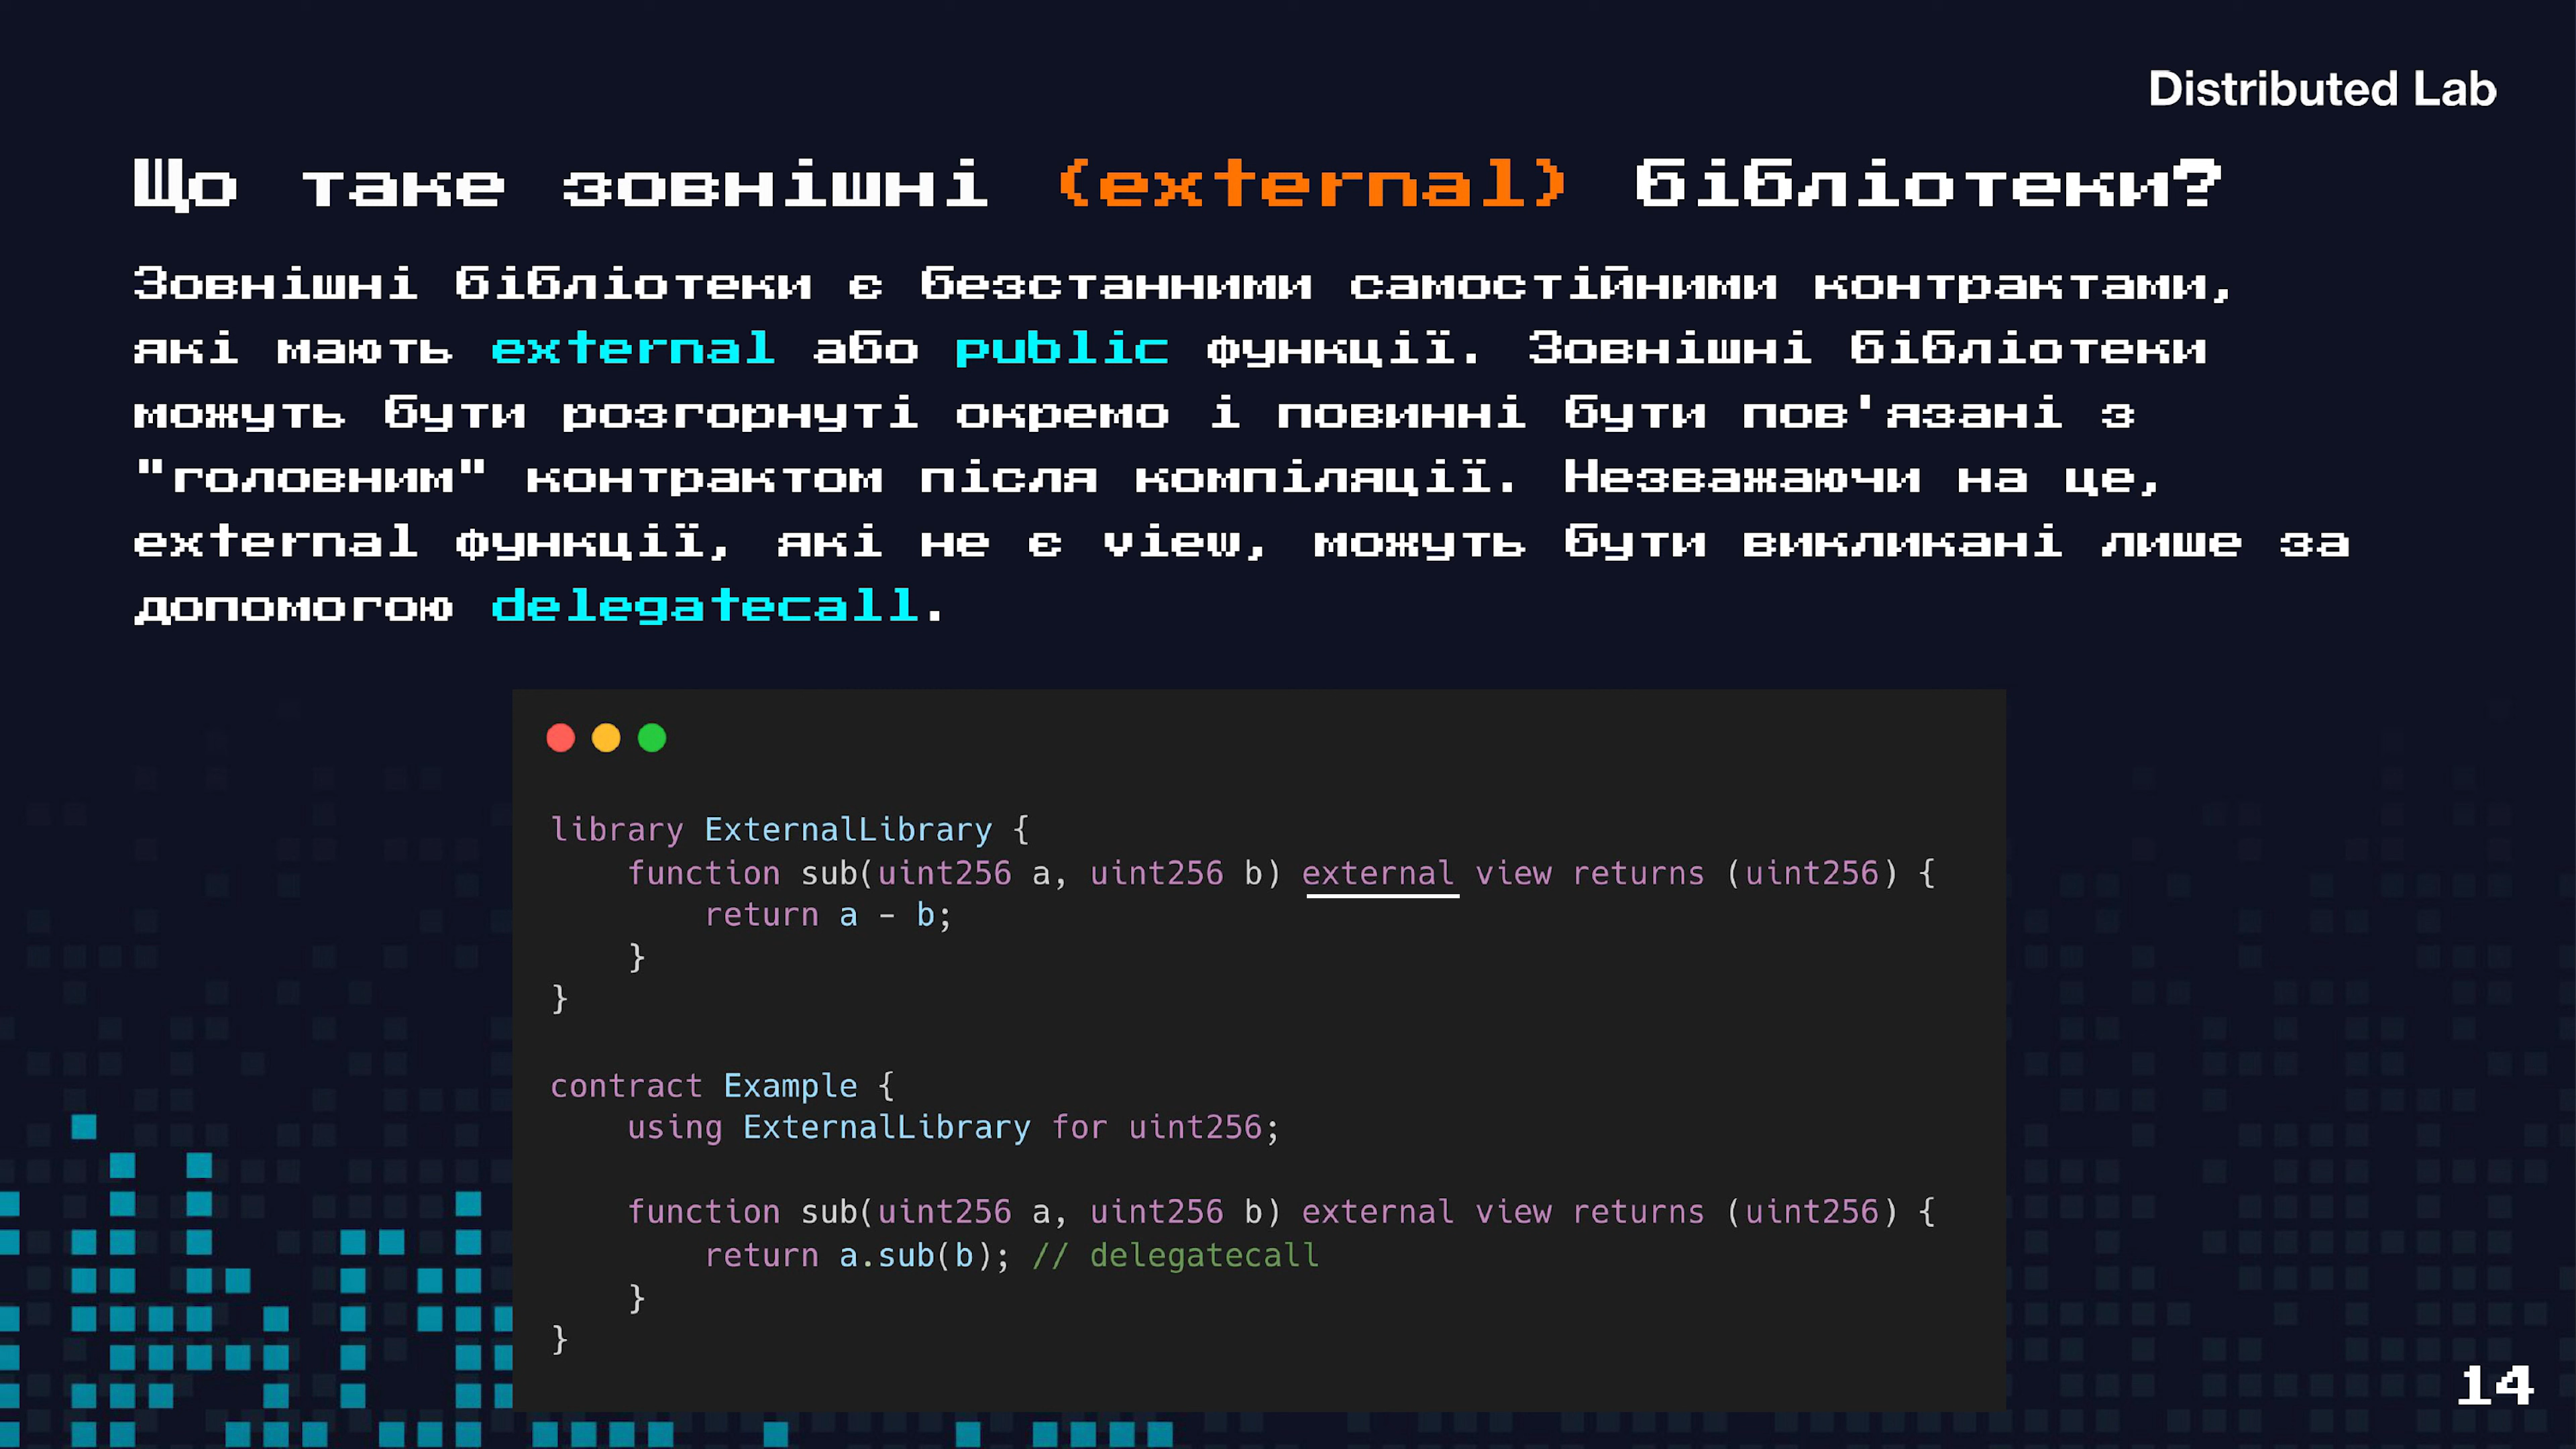 Distributed Lab
Що таке зовнішні (external) бібліотеки?
Зовнішні бібліотеки є безстанними самостійними контрактами,
які мають external або public функції. Зовнішні бібліотеки
можуть бути розгорнуті окремо і повинні бути пов'язані з
"головним" контрактом після компіляції. Незважаючи на це,
external функції, які не є view, можуть бути викликані лише за
допомогою delegatecall.
library ExternalLibrary {
    function sub(uint256 a, uint256 b) external view returns (uint256) {
        return a - b;
    }
}
contract Example {
    using ExternalLibrary for uint256;
    function sub(uint256 a, uint256 b) external view returns (uint256) {
        return a.sub(b); // delegatecall
    }
}
14